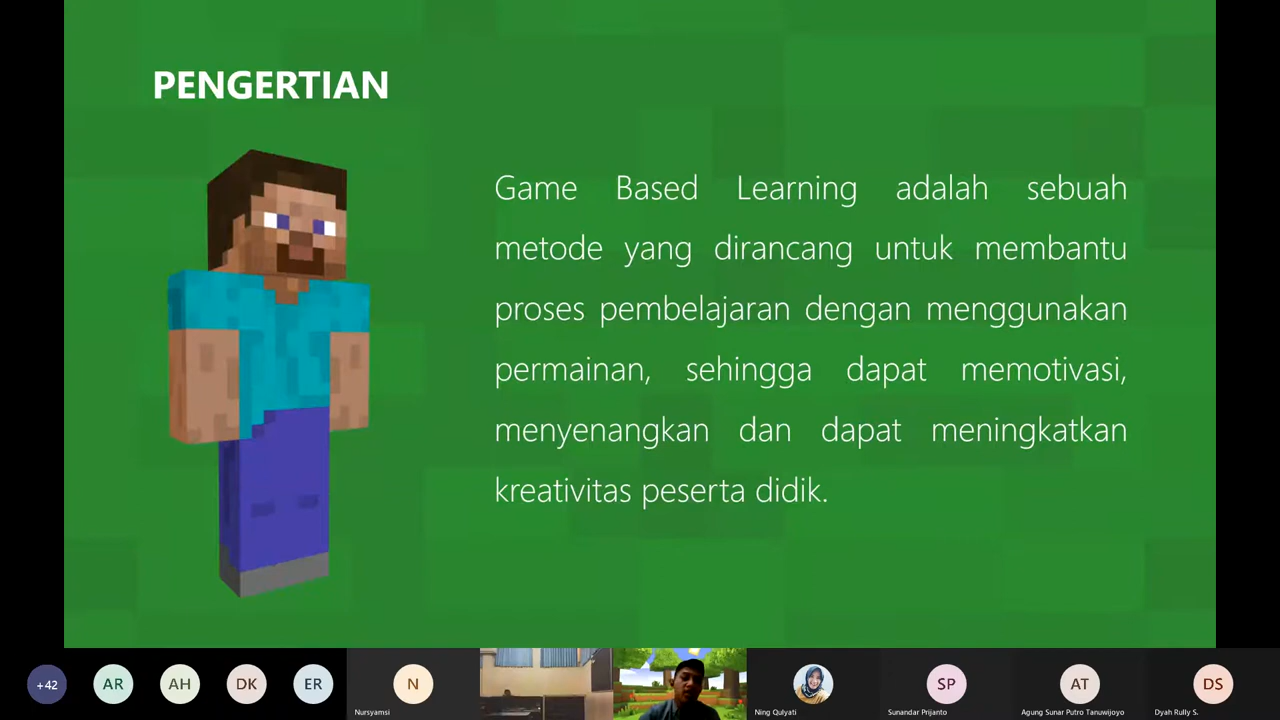 PENGERTIAN
Game Based Learning adalah sebuah
metode yang dirancang untuk membantu
proses pembelajaran dengan menggunakan
permainan, sehingga dapat memotivasi,
menyenangkan dan dapat meningkatkan
kreativitas peserta didik.
+42
AR
AH
DK
ER
N
Nursyamsi
Ning Qulyati
SP
Sunandar Prijanto
AT
Agung Sunar Putro Tanuwijoyo
DS
Dyah Rully S.